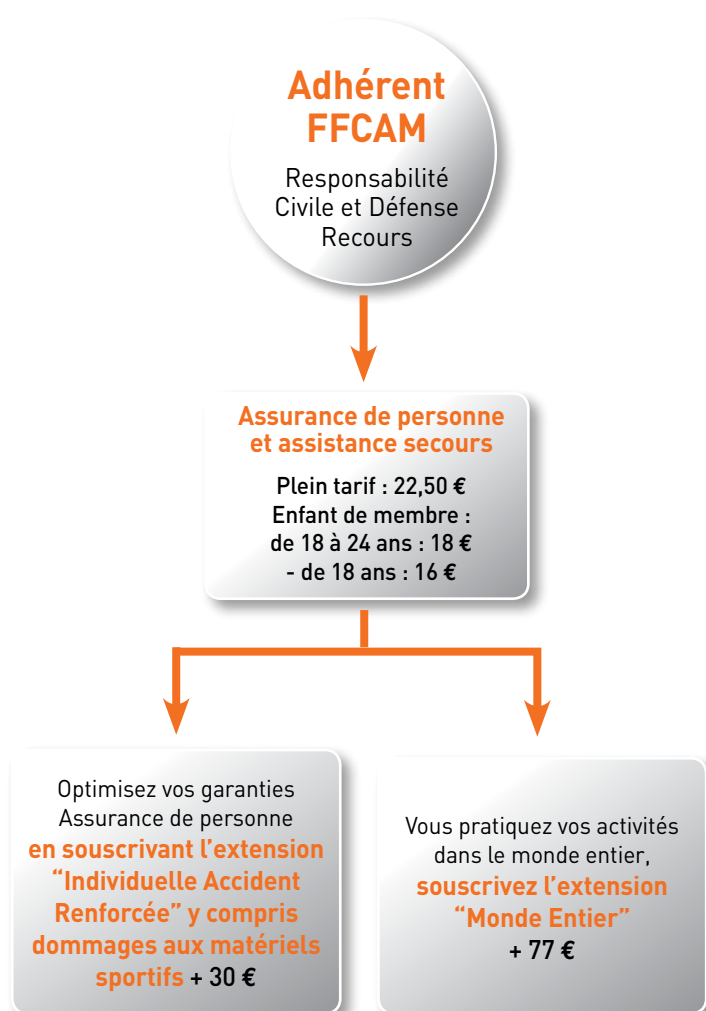 Adhérent
FFCAM
Responsabilité
Civile et Défense
Recours
Assurance de personne
et assistance secours
Plein tarif : 22,50 €
Enfant de membre :
de 18 à 24 ans : 18 €
- de 18 ans : 16 €
Optimisez vos garanties
Assurance de personne
en souscrivant l’extension
“Individuelle Accident
Renforcée” y compris
dommages aux matériels
sportifs + 30 €
Vous pratiquez vos activités
dans le monde entier,
souscrivez l’extension
“Monde Entier”
+ 77 €